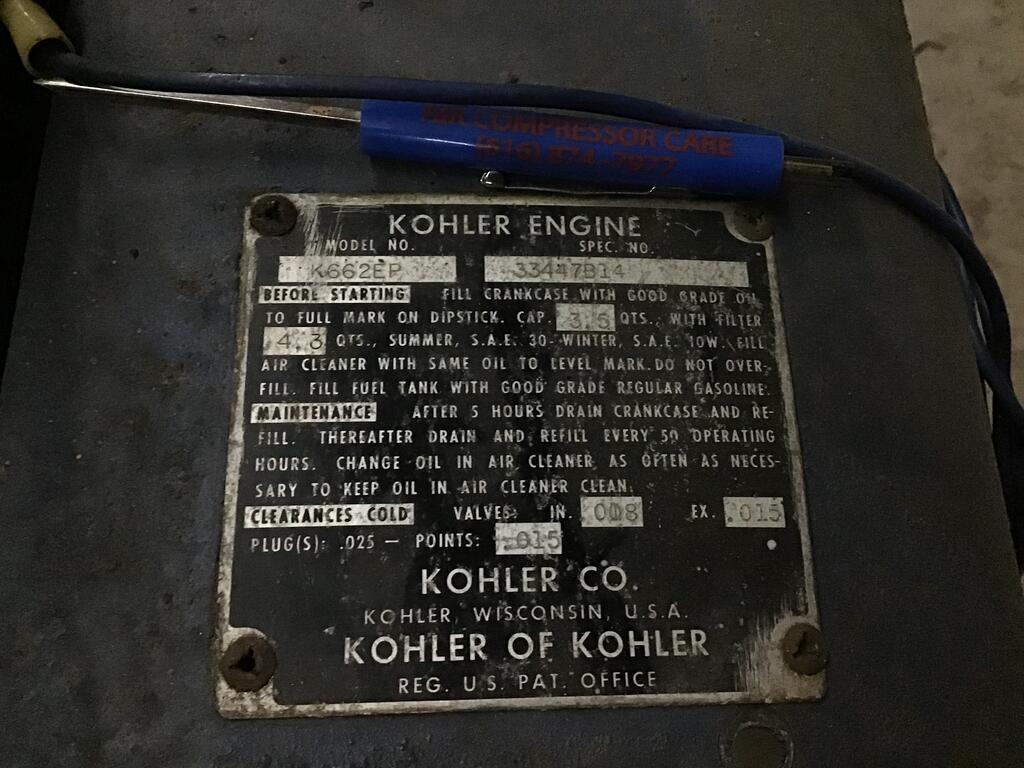 AIR COMPRESSOR CARE
(616) 874-7977
KOHLER ENGINE
MODEL NO. SPEC. NO.
K662EP 33447B14
BEFORE STARTING FILL CRANKCASE WITH GOOD GRADE OIL
TO FULL MARK ON DIPSTICK. CAP. 3.5 QTS., WITH FILTER
4.3 QTS., SUMMER, S.A.E. 30- WINTER, S.A.E. 10W. FILL
AIR CLEANER WITH SAME OIL TO LEVEL MARK. DO NOT OVER-
FILL. FILL FUEL TANK WITH GOOD GRADE REGULAR GASOLINE.
MAINTENANCE AFTER 5 HOURS DRAIN CRANKCASE AND RE-
FILL. THEREAFTER DRAIN AND REFILL EVERY 50 OPERATING
HOURS. CHANGE OIL IN AIR CLEANER AS OFTEN AS NECES-
SARY TO KEEP OIL IN AIR CLEANER CLEAN.
CLEARANCES COLD VALVES: IN. .008 EX. .015
PLUG(S): .025 — POINTS: .015
KOHLER CO.
KOHLER, WISCONSIN, U.S.A.
KOHLER OF KOHLER
REG. U.S. PAT. OFFICE